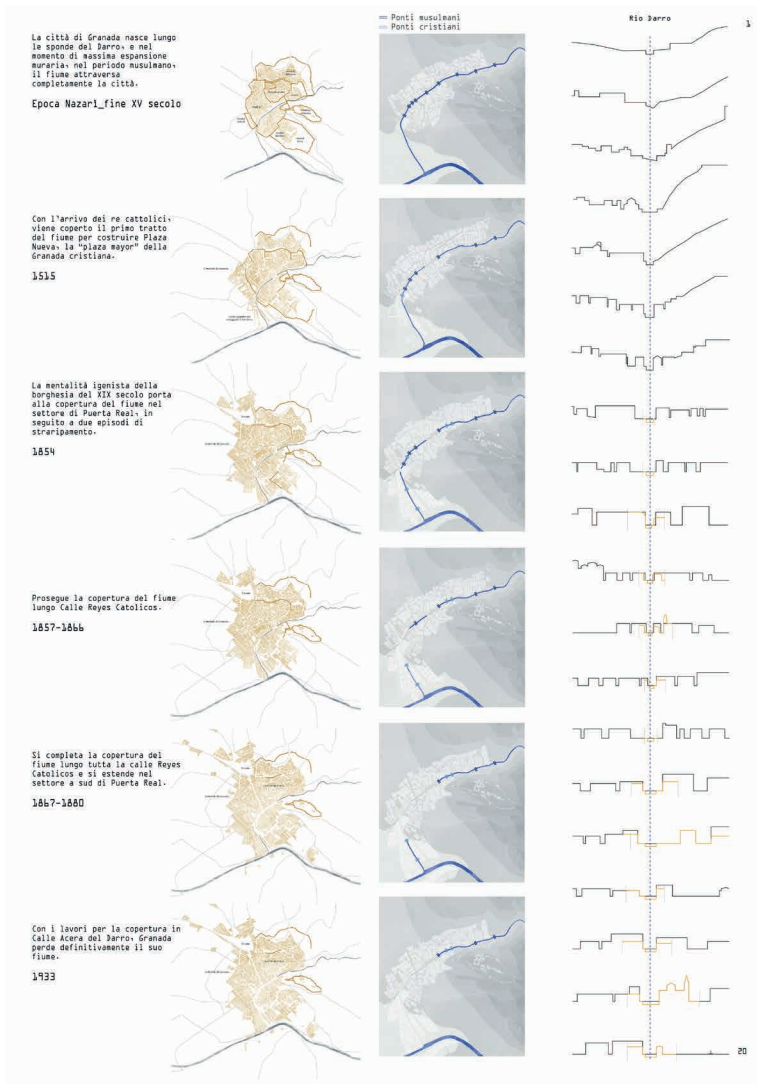 Ponti musulmani
Ponti cristiani
Rio Darro
1
La città di Granada nasce lungo
le sponde del Darro, e nel
momento di massima espansione
muraria, nel periodo musulmano,
il fiume attraversa
completamente la città.
Epoca Nazarì_fine XV secolo
Con l'arrivo dei re cattolici,
viene coperto il primo tratto
del fiume per costruire Plaza
Nueva, la "plaza mayor" della
Granada cristiana.
1515
La mentalità igenista della
borghesia del XIX secolo porta
alla copertura del fiume nel
settore di Puerta Real, in
seguito a due episodi di
straripamento.
1854
Prosegue la copertura del fiume
lungo Calle Reyes Catolicos.
1857-1866
Si completa la copertura del
fiume lungo tutta la calle Reyes
Catolicos e si estende nel
settore a sud di Puerta Real.
1867-1880
Con i lavori per la copertura in
Calle Acera del Darro, Granada
perde definitivamente il suo
fiume.
1933
20